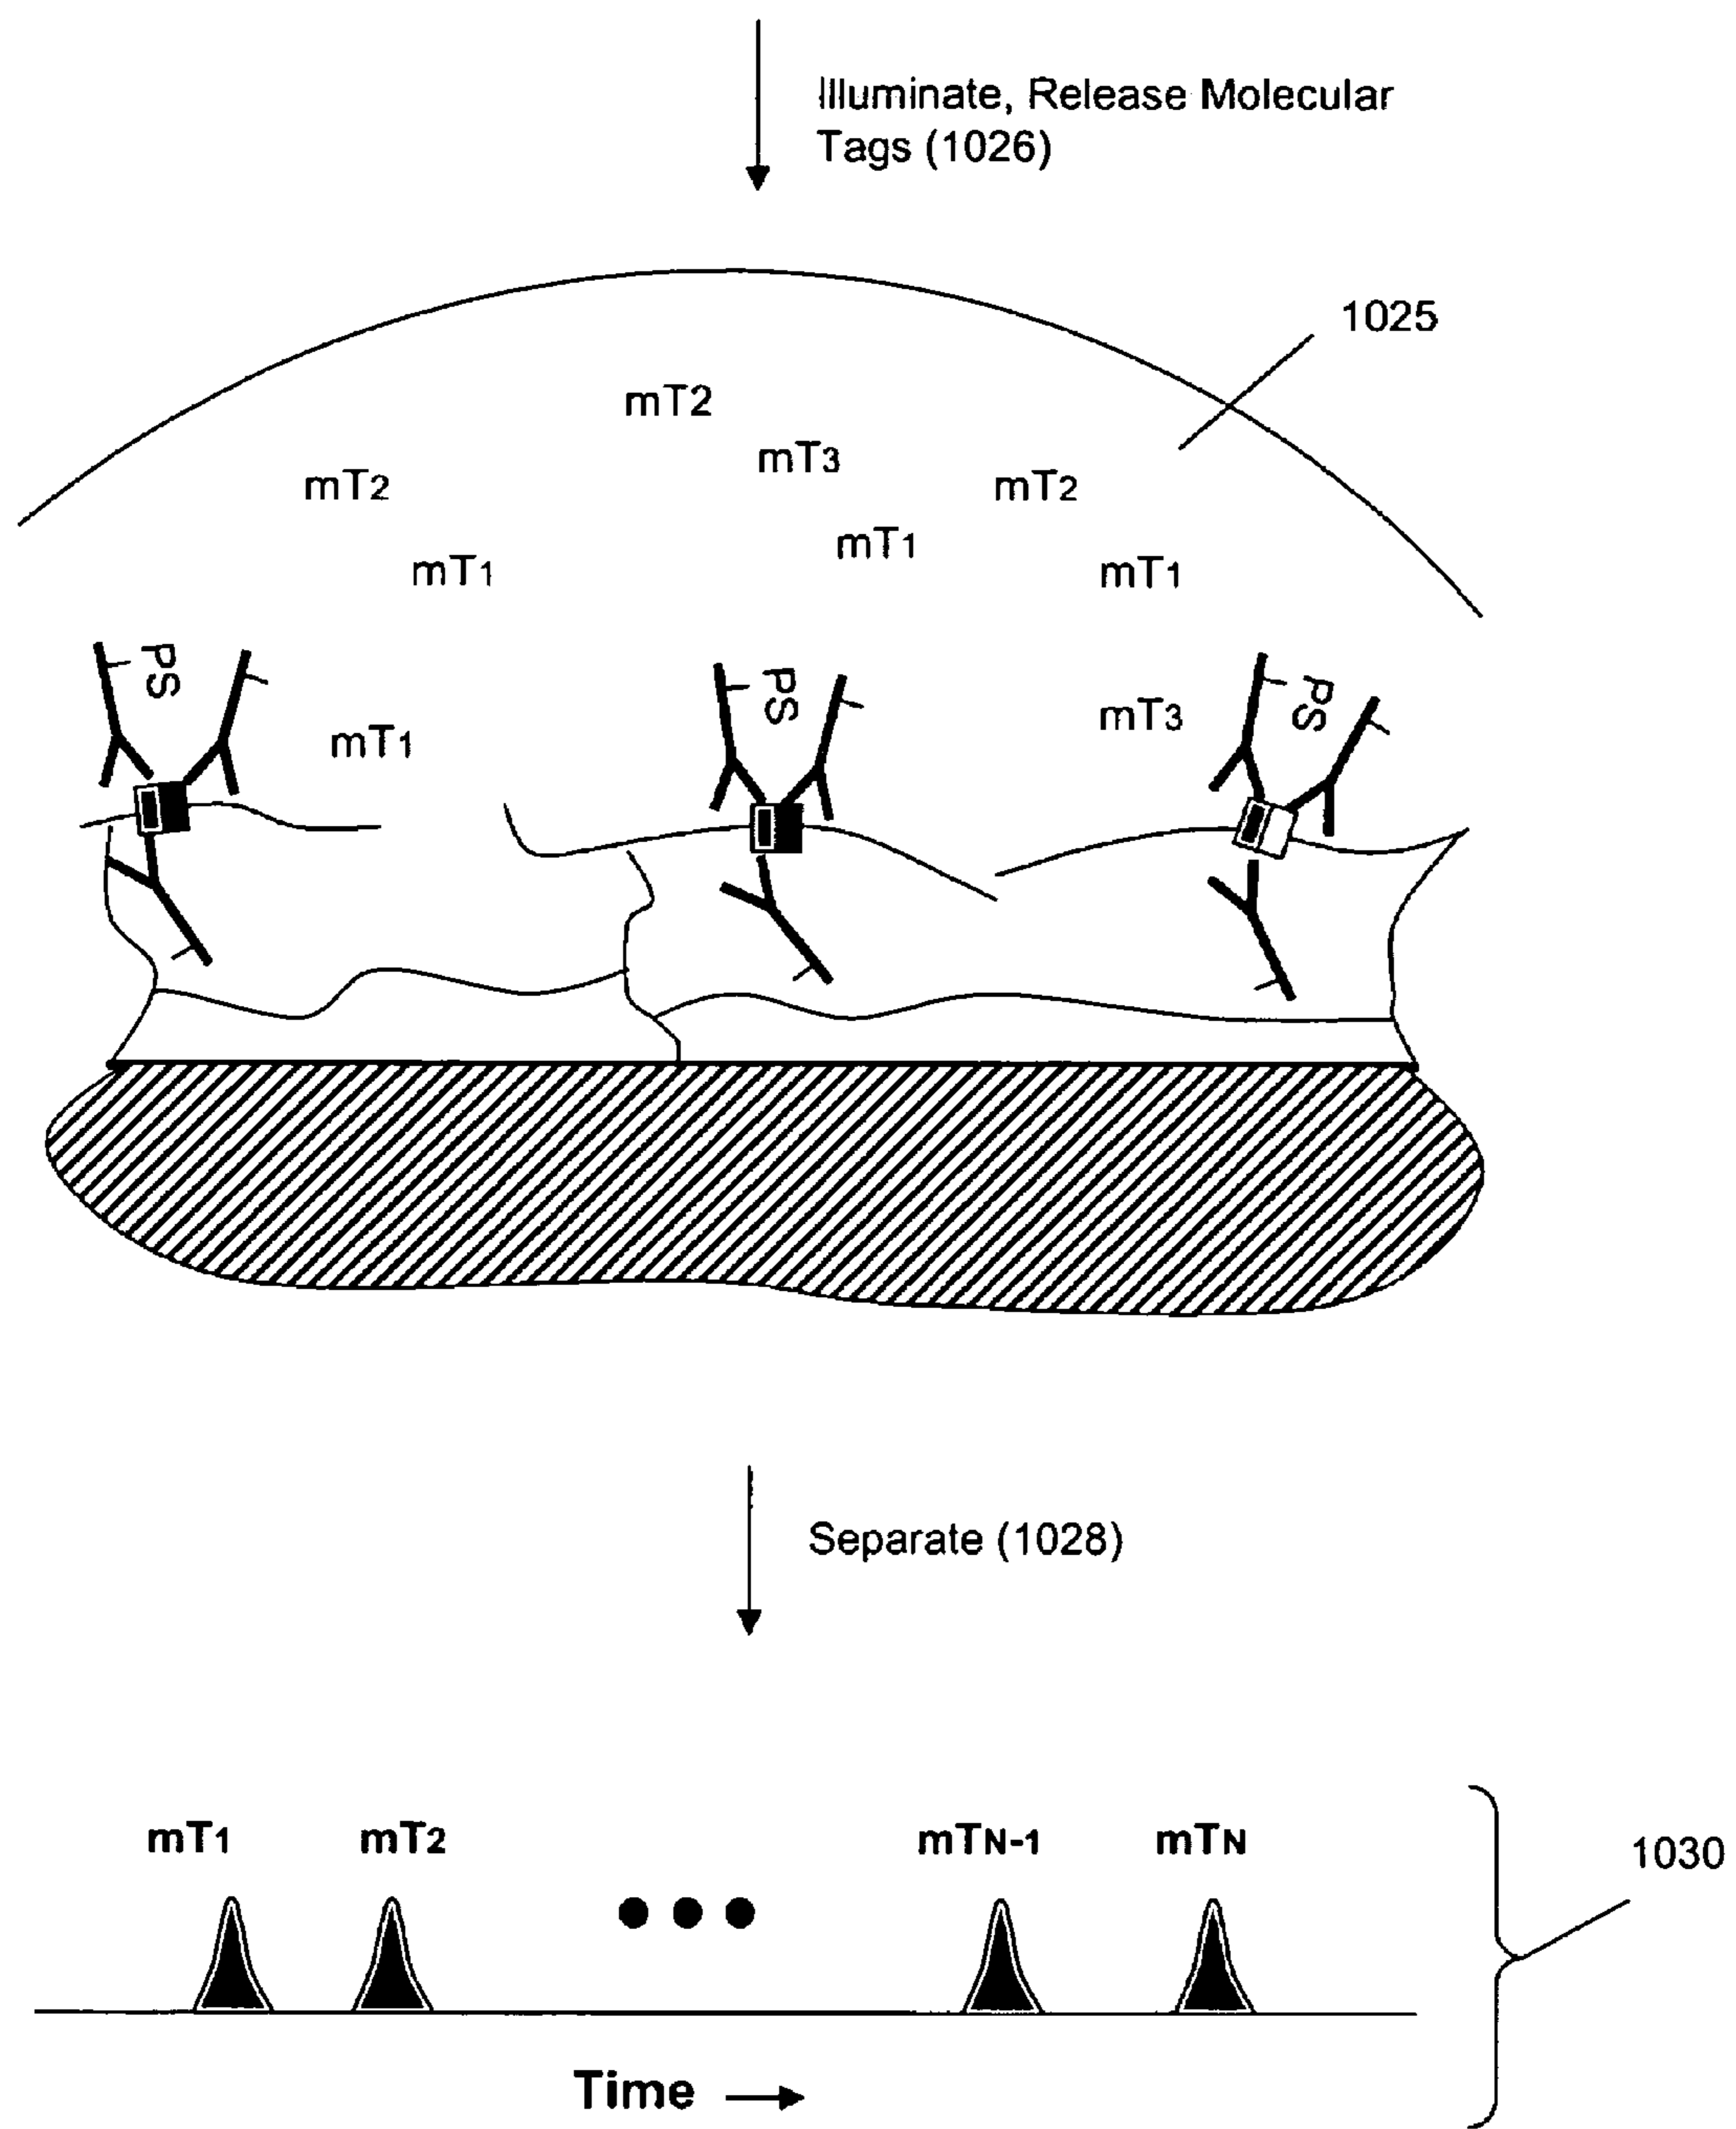 Illuminate, Release Molecular
Tags (1026)
1025
mT2
mT3
mT2
mT2
mT1
mT1
mT1
PS
PS
PS
mT1
mT3
Separate (1028)
mT1
mT2
mTN-1
mTN
1030
Time